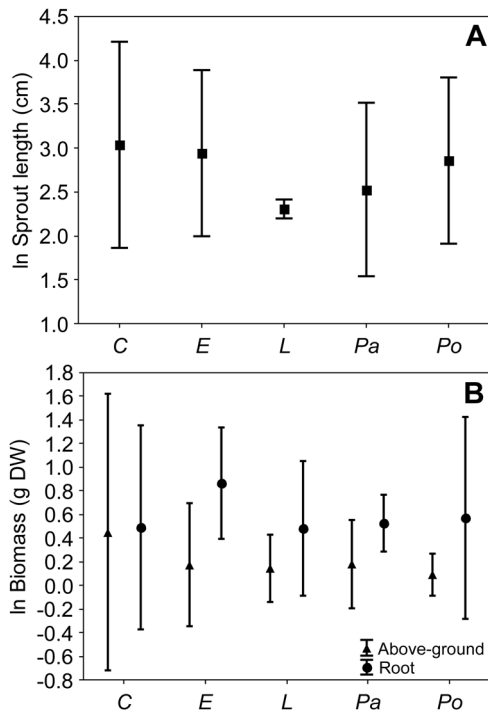 A
ln Sprout length (cm)
4.5
4.0
3.5
3.0
2.5
2.0
1.5
1.0
C E L Pa Po
B
ln Biomass (g DW)
1.8
1.6
1.4
1.2
1.0
0.8
0.6
0.4
0.2
0.0
-0.2
-0.4
-0.6
-0.8
Above-ground
Root
C E L Pa Po